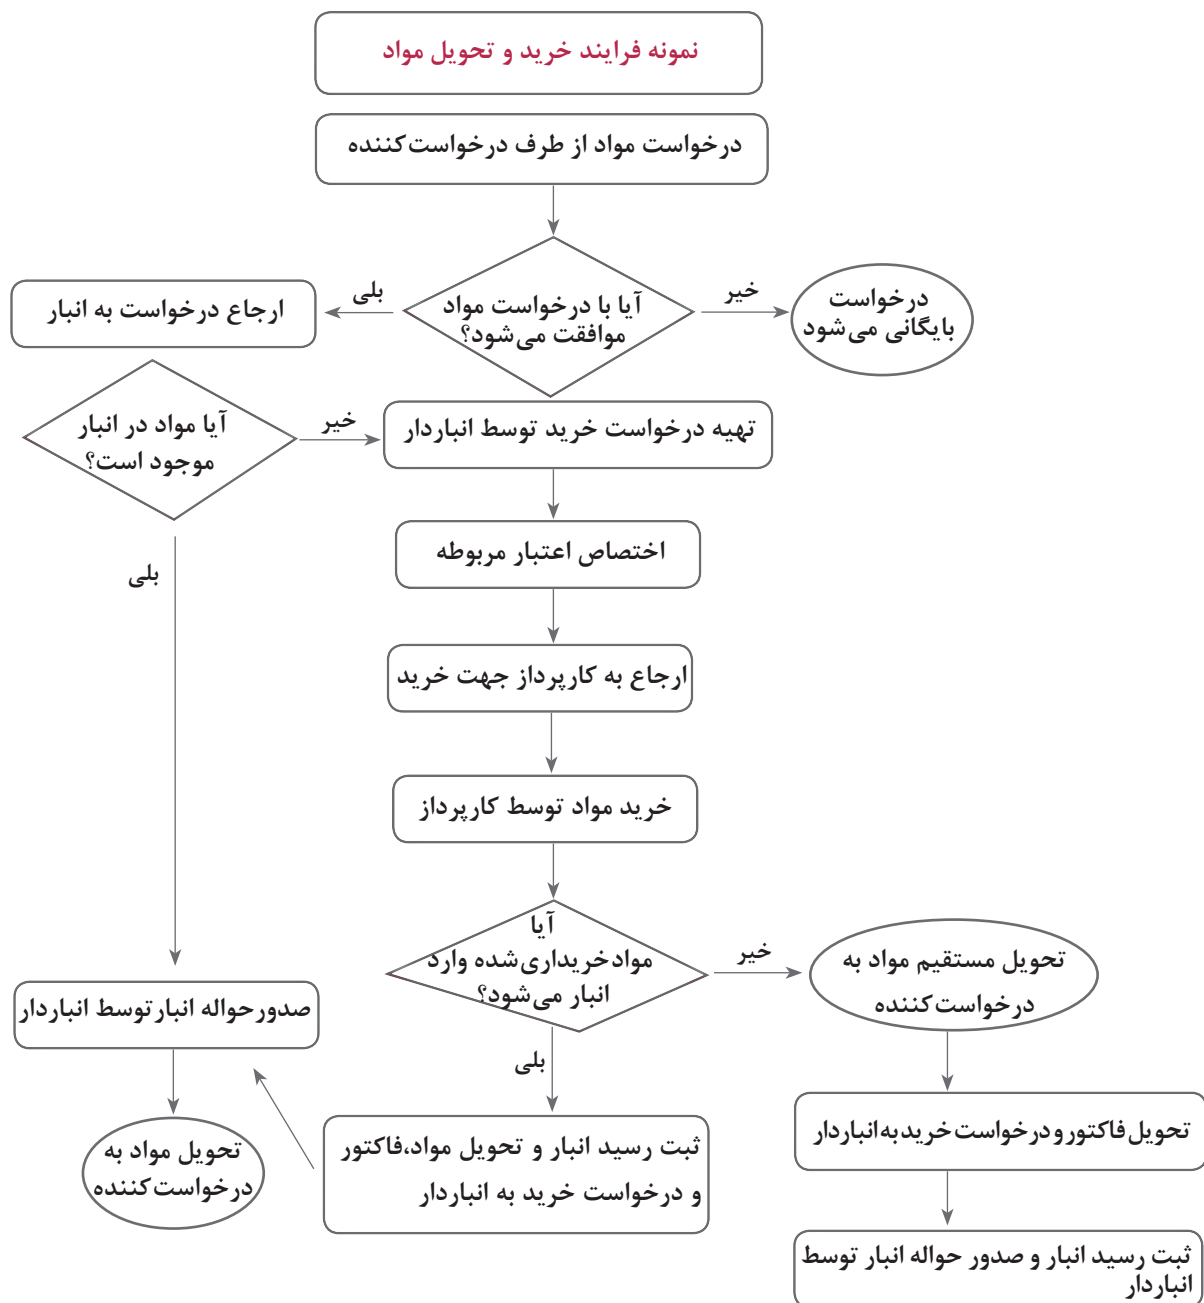 نمونه فرایند خرید و تحویل مواد
درخواست مواد از طرف درخواست‌کننده
آیا با درخواست مواد
موافقت می‌شود؟
خیر
درخواست
بایگانی می‌شود
بلی
ارجاع درخواست به انبار
آیا مواد در انبار
موجود است؟
خیر
تهیه درخواست خرید توسط انباردار
اختصاص اعتبار مربوطه
بلی
ارجاع به کارپرداز جهت خرید
خرید مواد توسط کارپرداز
آیا
مواد خریداری‌شده وارد
انبار می‌شود؟
خیر
تحویل مستقیم مواد به
درخواست‌کننده
بلی
صدور حواله انبار توسط انباردار
تحویل فاکتور و درخواست خرید به انباردار
ثبت رسید انبار و تحویل مواد،فاکتور
و درخواست خرید به انباردار
تحویل مواد به
درخواست‌کننده
ثبت رسید انبار و صدور حواله انبار توسط
انباردار